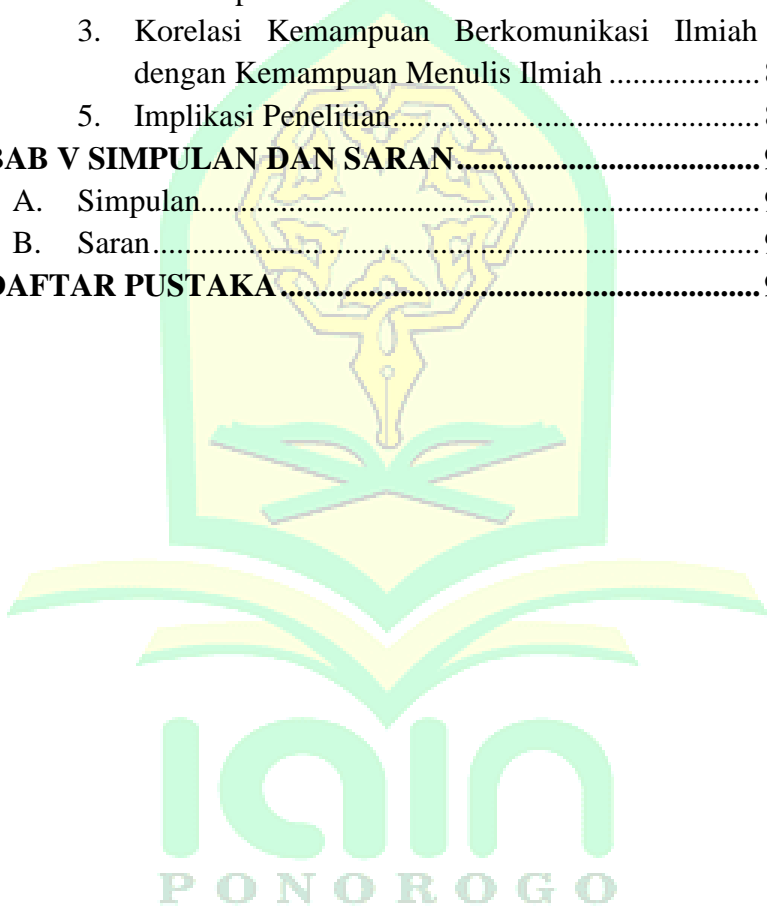 3. Korelasi Kemampuan Berkomunikasi Ilmiah
dengan Kemampuan Menulis Ilmiah ...................
5. Implikasi Penelitian..............................................
BAB V SIMPULAN DAN SARAN......................................
A. Simpulan......................................................................
B. Saran............................................................................
DAFTAR PUSTAKA............................................................
IAIN
PONOROGO